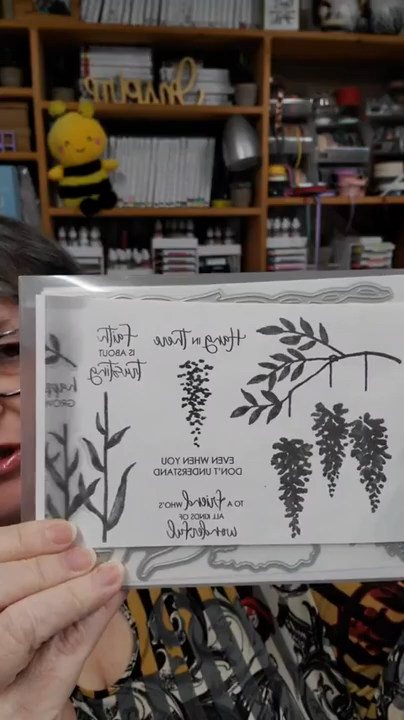 Inspire
Faith
IS ABOUT
Trusting
Hang IN There
EVEN WHEN YOU
DON'T UNDERSTAND
TO A friend WHO'S
ALL KINDS OF
wonderful